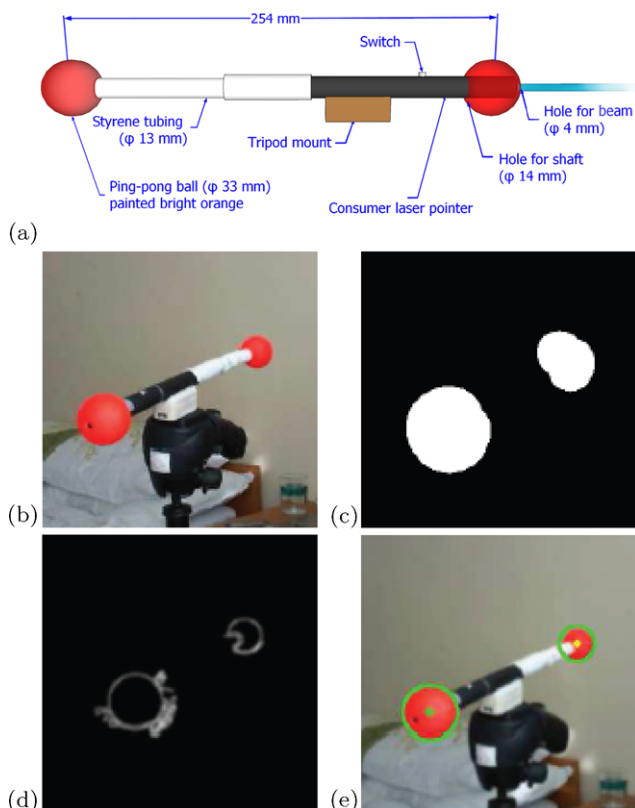 254 mm
Switch
Styrene tubing
(φ 13 mm)
Hole for beam
(φ 4 mm)
Tripod mount
Hole for shaft
(φ 14 mm)
Ping-pong ball (φ 33 mm)
painted bright orange
Consumer laser pointer
(a)
(b)
(c)
(d)
(e)